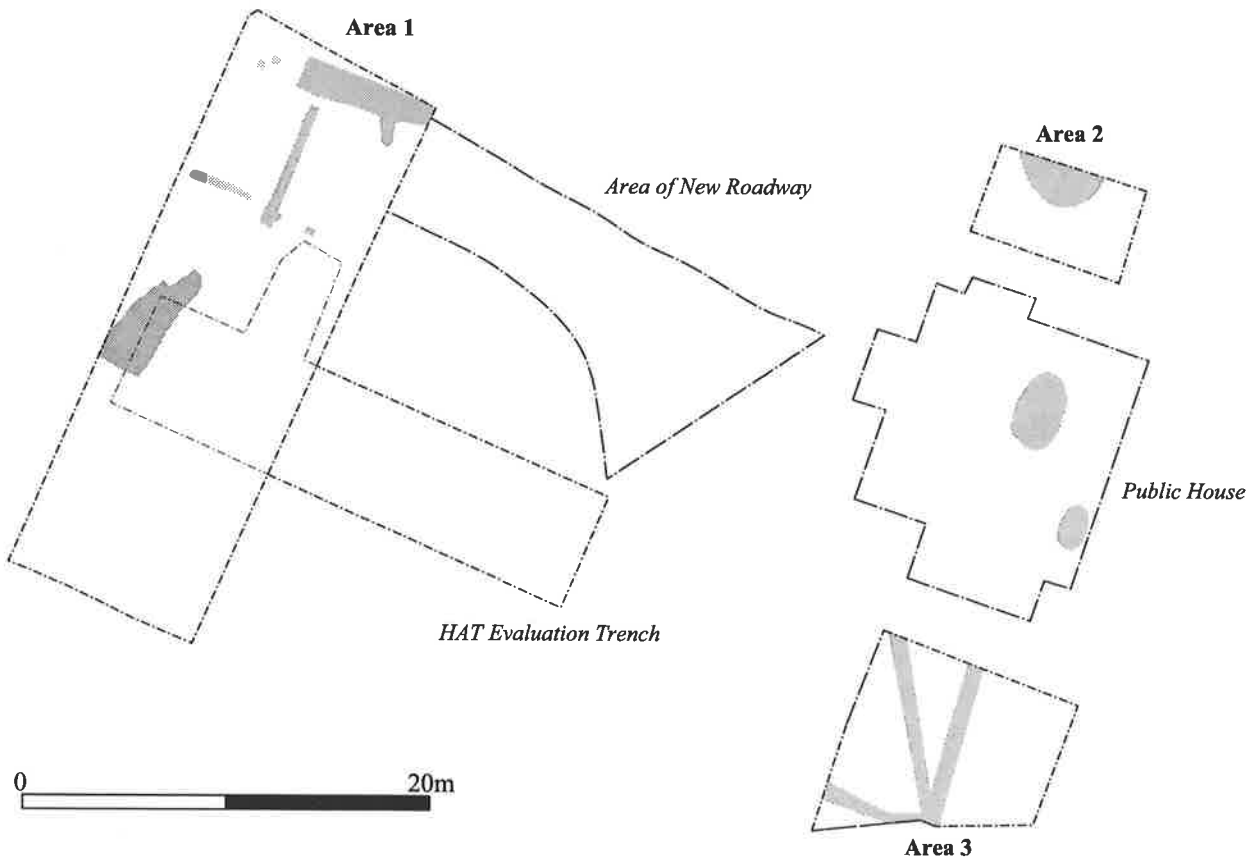 Area 1
Area 2
Area of New Roadway
Public House
HAT Evaluation Trench
0 20m
Area 3